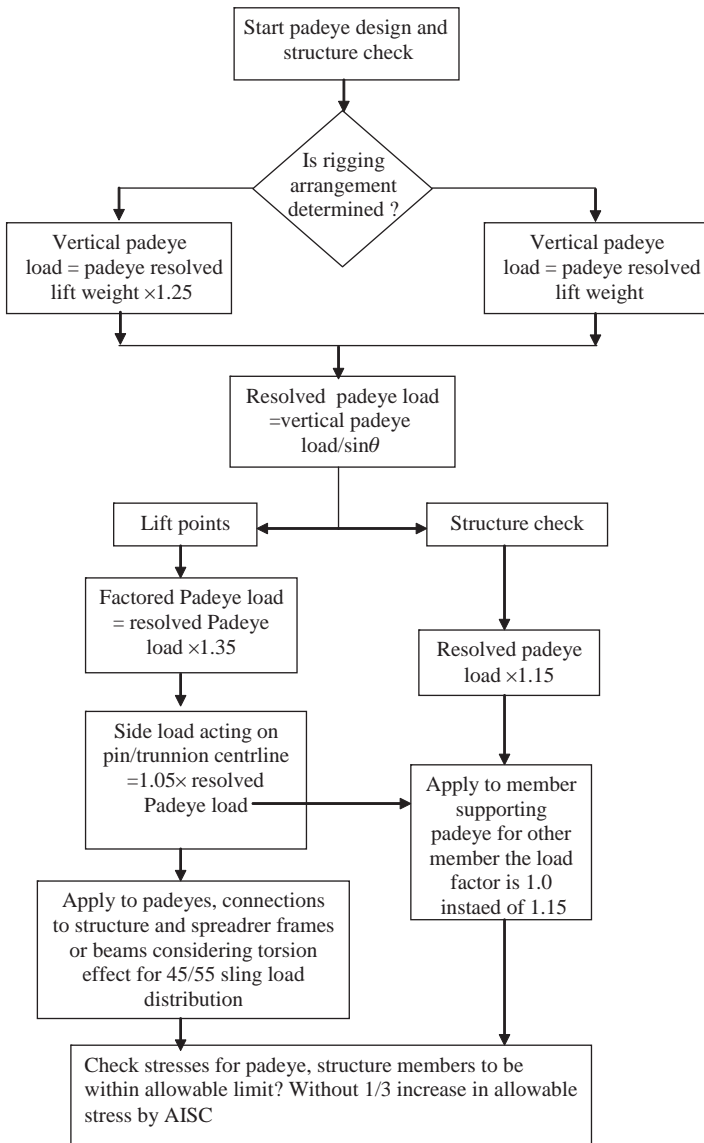 Start padeye design and
structure check
Is rigging
arrangement
determined ?
Vertical padeye
load = padeye resolved
lift weight ×1.25
Vertical padeye
load = padeye resolved
lift weight
Resolved padeye load
=vertical padeye
load/sinθ
Lift points
Structure check
Factored Padeye load
= resolved Padeye
load ×1.35
Resolved padeye
load ×1.15
Side load acting on
pin/trunnion centrline
=1.05× resolved
Padeye load
Apply to member
supporting
padeye for other
member the load
factor is 1.0
instaed of 1.15
Apply to padeyes, connections
to structure and spreadrer frames
or beams considering torsion
effect for 45/55 sling load
distribution
Check stresses for padeye, structure members to be
within allowable limit? Without 1/3 increase in allowable
stress by AISC